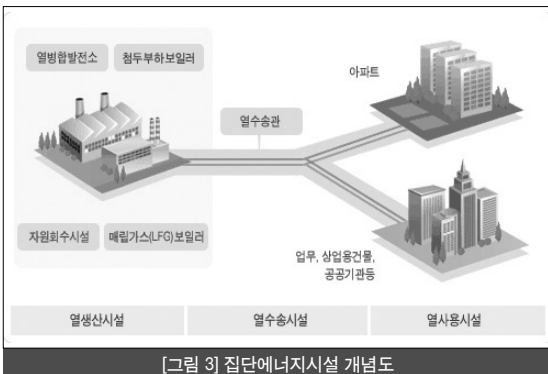 열병합발전소
첨두부하보일러
아파트
열수송관
자원회수시설
매립가스(LFG)보일러
업무, 상업용건물,
공공기관등
열생산시설
열수송시설
열사용시설
[그림 3] 집단에너지시설 개념도